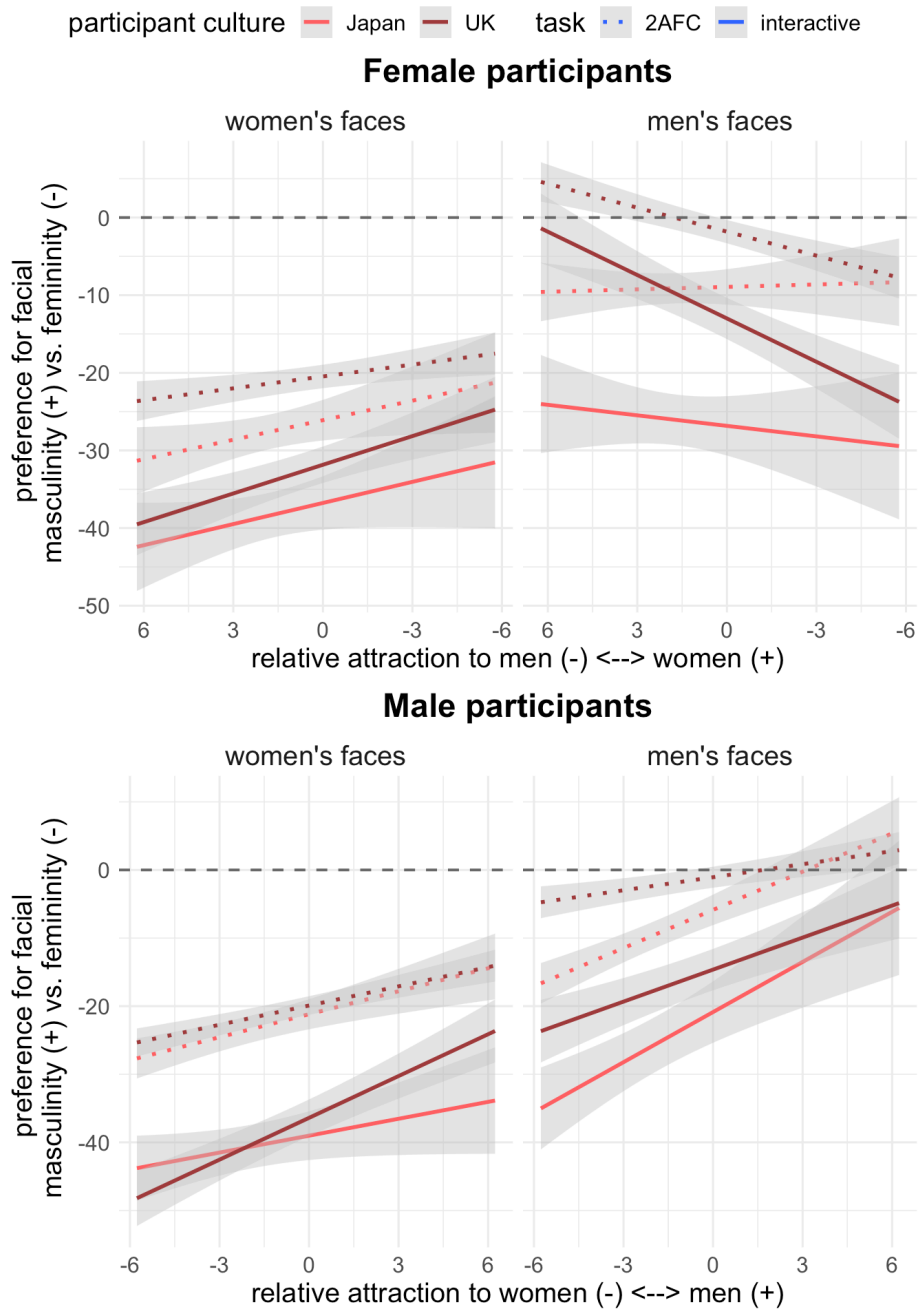 participant culture Japan UK task 2AFC interactive
Female participants
women's faces men's faces
preference for facial
masculinity (+) vs. femininity (-)
0
-10
-20
-30
-40
-50
6 3 0 -3 -6 6 3 0 -3 -6
relative attraction to men (-) <--> women (+)
Male participants
women's faces men's faces
preference for facial
masculinity (+) vs. femininity (-)
0
-20
-40
-6 -3 0 3 6 -6 -3 0 3 6
relative attraction to women (-) <--> men (+)